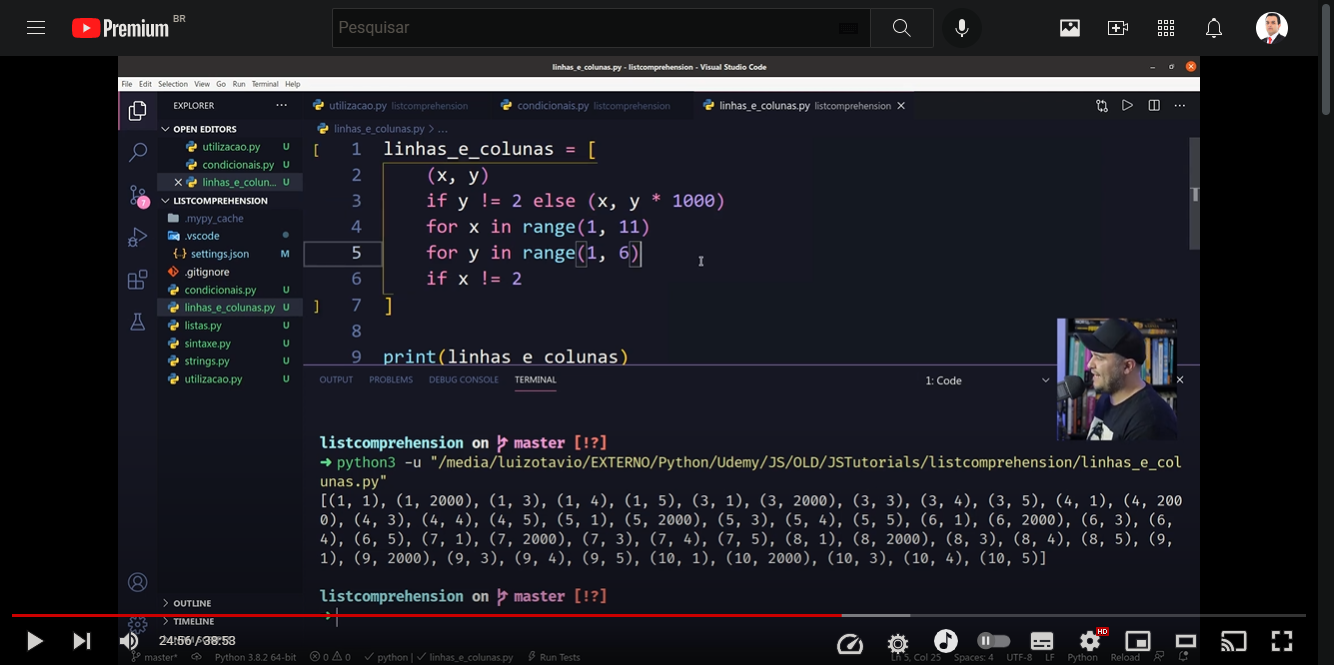 Premium BR
Pesquisar
linhas_e_colunas.py - listcomprehension - Visual Studio Code
File Edit Selection View Go Run Terminal Help
EXPLORER
OPEN EDITORS
utilizacao.py U
condicionais.py U
linhas_e_colun... U
LISTCOMPREHENSION
.mypy_cache
.vscode
settings.json M
.gitignore
condicionais.py U
linhas_e_colunas.py U
listas.py U
sintaxe.py U
strings.py U
utilizacao.py U
OUTLINE
TIMELINE
7
utilizacao.py listcomprehension condicionais.py listcomprehension linhas_e_colunas.py listcomprehension
linhas_e_colunas.py > ...
1 linhas_e_colunas = [
2 (x, y)
3 if y != 2 else (x, y * 1000)
4 for x in range(1, 11)
5 for y in range(1, 6)
6 if x != 2
7 ]
8
9 print(linhas_e_colunas)
OUTPUT PROBLEMS DEBUG CONSOLE TERMINAL 1: Code
listcomprehension on master [!?]
➜ python3 -u "/media/luizotavio/EXTERNO/Python/Udemy/JS/OLD/JSTutorials/listcomprehension/linhas_e_col
unas.py"
[(1, 1), (1, 2000), (1, 3), (1, 4), (1, 5), (3, 1), (3, 2000), (3, 3), (3, 4), (3, 5), (4, 1), (4, 200
0), (4, 3), (4, 4), (4, 5), (5, 1), (5, 2000), (5, 3), (5, 4), (5, 5), (6, 1), (6, 2000), (6, 3), (6,
4), (6, 5), (7, 1), (7, 2000), (7, 3), (7, 4), (7, 5), (8, 1), (8, 2000), (8, 3), (8, 4), (8, 5), (9,
1), (9, 2000), (9, 3), (9, 4), (9, 5), (10, 1), (10, 2000), (10, 3), (10, 4), (10, 5)]
listcomprehension on master [!?]
24:56 / 38:53
HD
master* Python 3.8.2 64-bit 0 0 python | linhas_e_colunas.py Run Tests Ln 5, Col 25 Spaces: 4 UTF-8 LF Python Reload